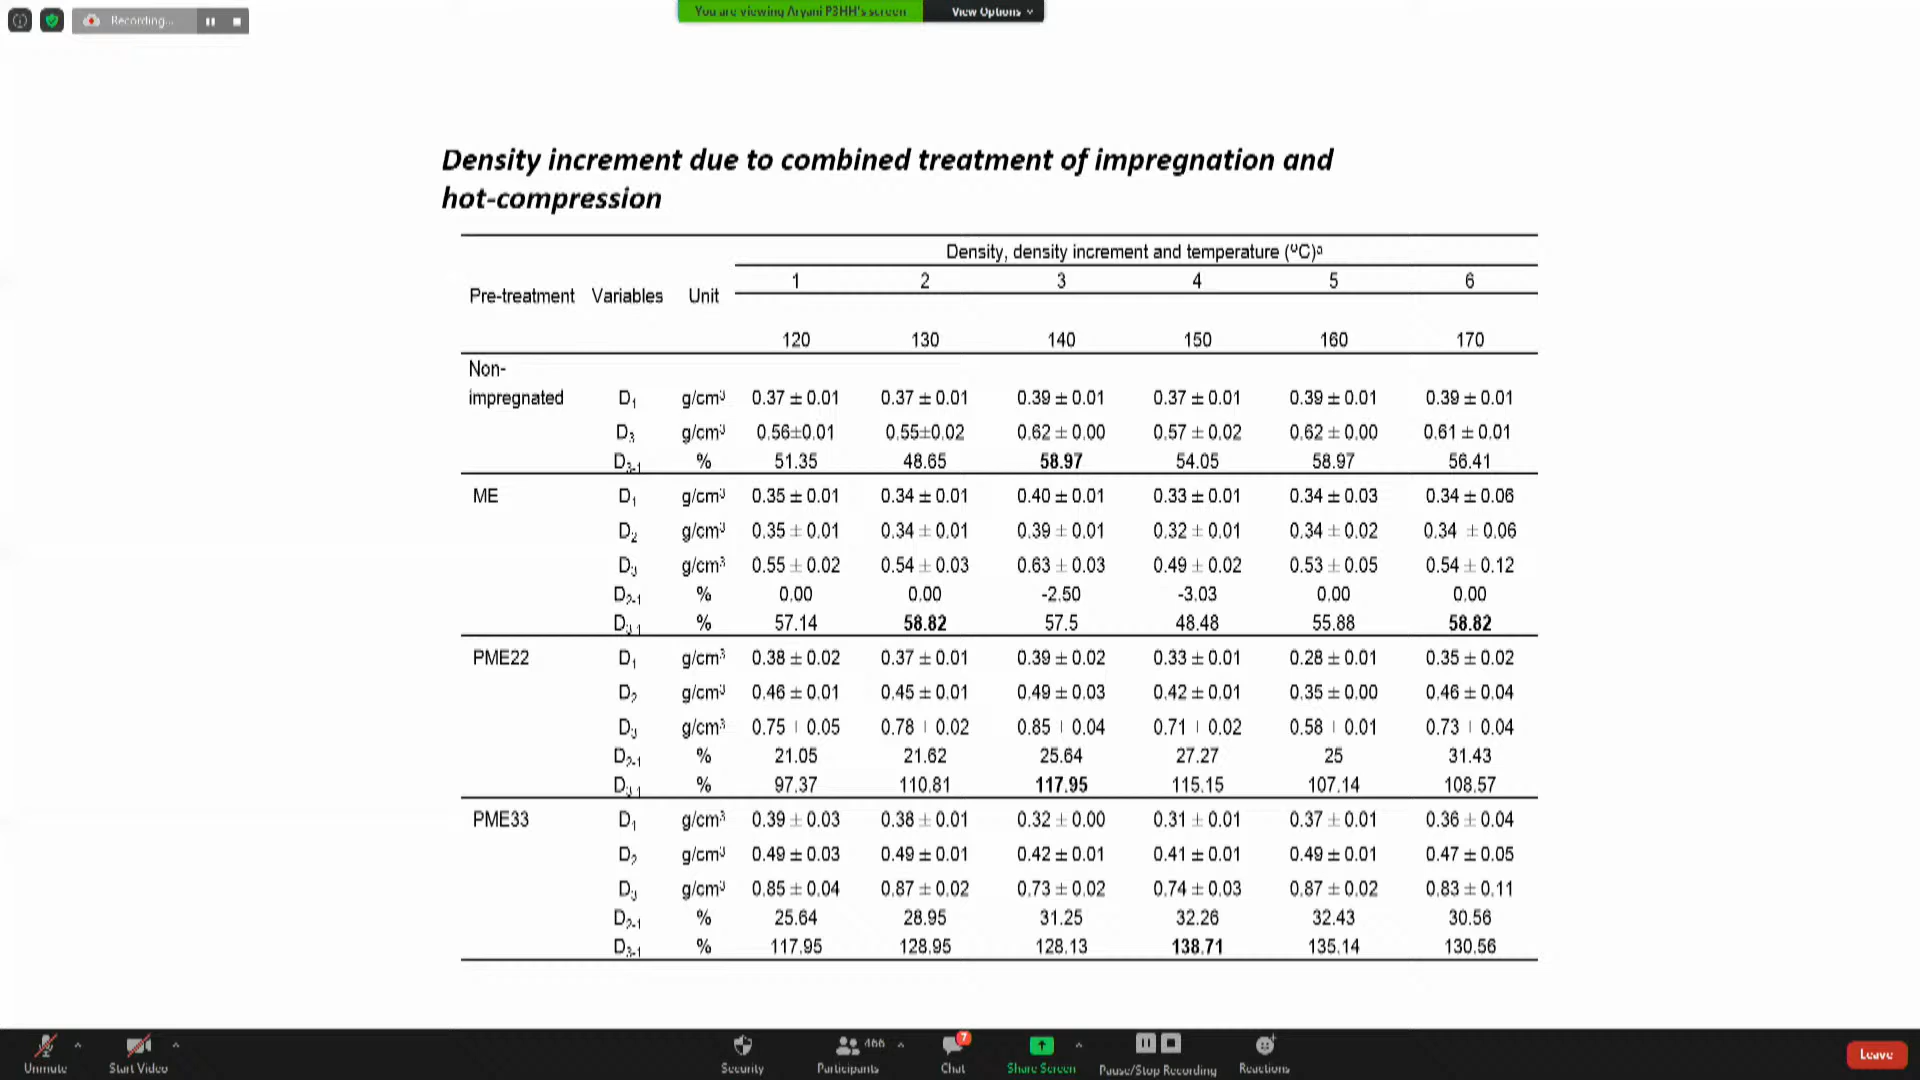 Recording...
You are viewing Aryani P3HH's screen
View Options
Density increment due to combined treatment of impregnation and
hot-compression
Density, density increment and temperature (ºC)ᵃ
Pre-treatment Variables Unit 1 2 3 4 5 6
120 130 140 150 160 170
Non-
impregnated D₁ g/cm³ 0.37 ± 0.01 0.37 ± 0.01 0.39 ± 0.01 0.37 ± 0.01 0.39 ± 0.01 0.39 ± 0.01
D₃ g/cm³ 0.56±0.01 0.55±0.02 0.62 ± 0.00 0.57 ± 0.02 0.62 ± 0.00 0.61 ± 0.01
D₃₋₁ % 51.35 48.65 58.97 54.05 58.97 56.41
ME D₁ g/cm³ 0.35 ± 0.01 0.34 ± 0.01 0.40 ± 0.01 0.33 ± 0.01 0.34 ± 0.03 0.34 ± 0.06
D₂ g/cm³ 0.35 ± 0.01 0.34 ± 0.01 0.39 ± 0.01 0.32 ± 0.01 0.34 ± 0.02 0.34 ± 0.06
D₃ g/cm³ 0.55 ± 0.02 0.54 ± 0.03 0.63 ± 0.03 0.49 ± 0.02 0.53 ± 0.05 0.54 ± 0.12
D₂₋₁ % 0.00 0.00 -2.50 -3.03 0.00 0.00
D₃₋₁ % 57.14 58.82 57.5 48.48 55.88 58.82
PME22 D₁ g/cm³ 0.38 ± 0.02 0.37 ± 0.01 0.39 ± 0.02 0.33 ± 0.01 0.28 ± 0.01 0.35 ± 0.02
D₂ g/cm³ 0.46 ± 0.01 0.45 ± 0.01 0.49 ± 0.03 0.42 ± 0.01 0.35 ± 0.00 0.46 ± 0.04
D₃ g/cm³ 0.75 ± 0.05 0.78 ± 0.02 0.85 ± 0.04 0.71 ± 0.02 0.58 ± 0.01 0.73 ± 0.04
D₂₋₁ % 21.05 21.62 25.64 27.27 25 31.43
D₃₋₁ % 97.37 110.81 117.95 115.15 107.14 108.57
PME33 D₁ g/cm³ 0.39 ± 0.03 0.38 ± 0.01 0.32 ± 0.00 0.31 ± 0.01 0.37 ± 0.01 0.36 ± 0.04
D₂ g/cm³ 0.49 ± 0.03 0.49 ± 0.01 0.42 ± 0.01 0.41 ± 0.01 0.49 ± 0.01 0.47 ± 0.05
D₃ g/cm³ 0.85 ± 0.04 0.87 ± 0.02 0.73 ± 0.02 0.74 ± 0.03 0.87 ± 0.02 0.83 ± 0.11
D₂₋₁ % 25.64 28.95 31.25 32.26 32.43 30.56
D₃₋₁ % 117.95 128.95 128.13 138.71 135.14 130.56
466 7
Unmute Start Video Security Participants Chat Share Screen Pause/Stop Recording Reactions Leave